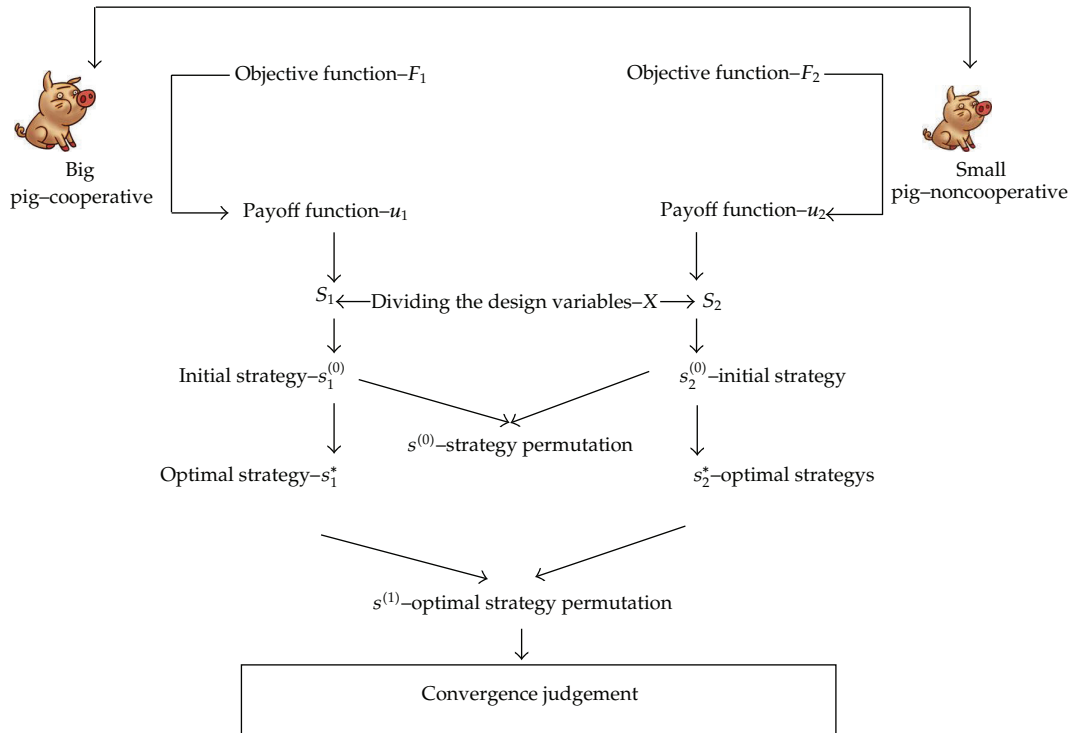 Objective function–F₁
Objective function–F₂
Big
pig–cooperative
Small
pig–noncooperative
Payoff function–u₁
Payoff function–u₂
S₁
Dividing the design variables–X
S₂
Initial strategy–s₁⁽⁰⁾
s₂⁽⁰⁾–initial strategy
s⁽⁰⁾–strategy permutation
Optimal strategy–s₁*
s₂*–optimal strategys
s⁽¹⁾–optimal strategy permutation
Convergence judgement